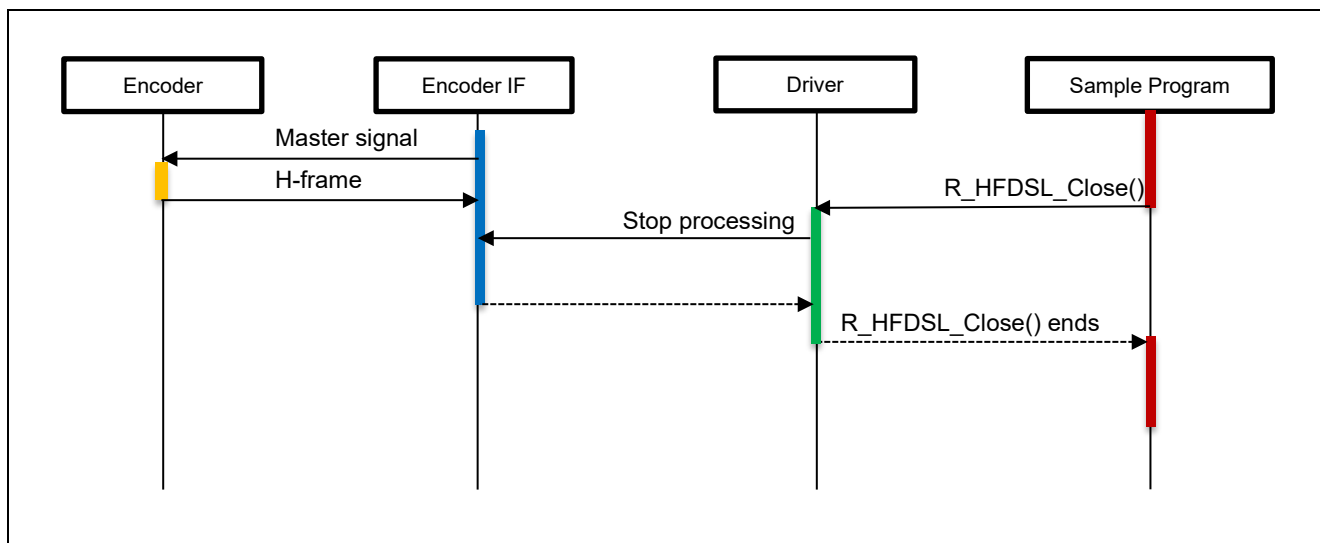 Encoder
Encoder IF
Driver
Sample Program
Master signal
H-frame
R_HFDSL_Close()
Stop processing
R_HFDSL_Close() ends